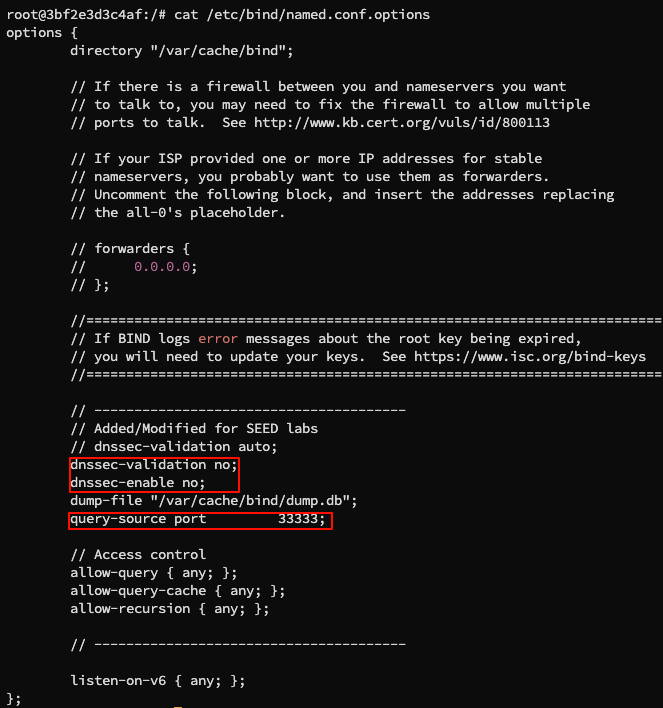 root@3bf2e3d3c4af:/# cat /etc/bind/named.conf.options
options {
        directory "/var/cache/bind";

        // If there is a firewall between you and nameservers you want
        // to talk to, you may need to fix the firewall to allow multiple
        // ports to talk.  See http://www.kb.cert.org/vuls/id/800113

        // If your ISP provided one or more IP addresses for stable
        // nameservers, you probably want to use them as forwarders.
        // Uncomment the following block, and insert the addresses replacing
        // the all-0's placeholder.

        // forwarders {
        //      0.0.0.0;
        // };

        //========================================================================
        // If BIND logs error messages about the root key being expired,
        // you will need to update your keys.  See https://www.isc.org/bind-keys
        //========================================================================

        // ---------------------------------------
        // Added/Modified for SEED labs
        // dnssec-validation auto;
        dnssec-validation no;
        dnssec-enable no;
        dump-file "/var/cache/bind/dump.db";
        query-source port         33333;

        // Access control
        allow-query { any; };
        allow-query-cache { any; };
        allow-recursion { any; };

        // ---------------------------------------

        listen-on-v6 { any; };
};